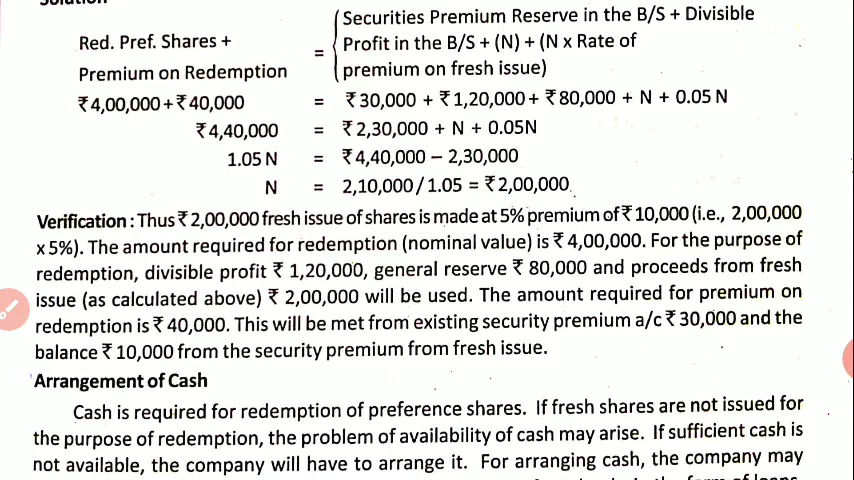 Solution
Red. Pref. Shares +
Premium on Redemption
=
Securities Premium Reserve in the B/S + Divisible
Profit in the B/S + (N) + (N x Rate of
premium on fresh issue)
₹4,00,000+₹40,000 = ₹30,000 + ₹1,20,000+ ₹80,000 + N + 0.05 N
₹4,40,000 = ₹2,30,000 + N + 0.05N
1.05 N = ₹4,40,000 – 2,30,000
N = 2,10,000/1.05 = ₹2,00,000
Verification : Thus ₹2,00,000 fresh issue of shares is made at 5% premium of ₹10,000 (i.e., 2,00,000
x 5%). The amount required for redemption (nominal value) is ₹ 4,00,000. For the purpose of
redemption, divisible profit ₹ 1,20,000, general reserve ₹ 80,000 and proceeds from fresh
issue (as calculated above) ₹ 2,00,000 will be used. The amount required for premium on
redemption is ₹ 40,000. This will be met from existing security premium a/c ₹ 30,000 and the
balance ₹ 10,000 from the security premium from fresh issue.
Arrangement of Cash
Cash is required for redemption of preference shares. If fresh shares are not issued for
the purpose of redemption, the problem of availability of cash may arise. If sufficient cash is
not available, the company will have to arrange it. For arranging cash, the company may
in the form of loans